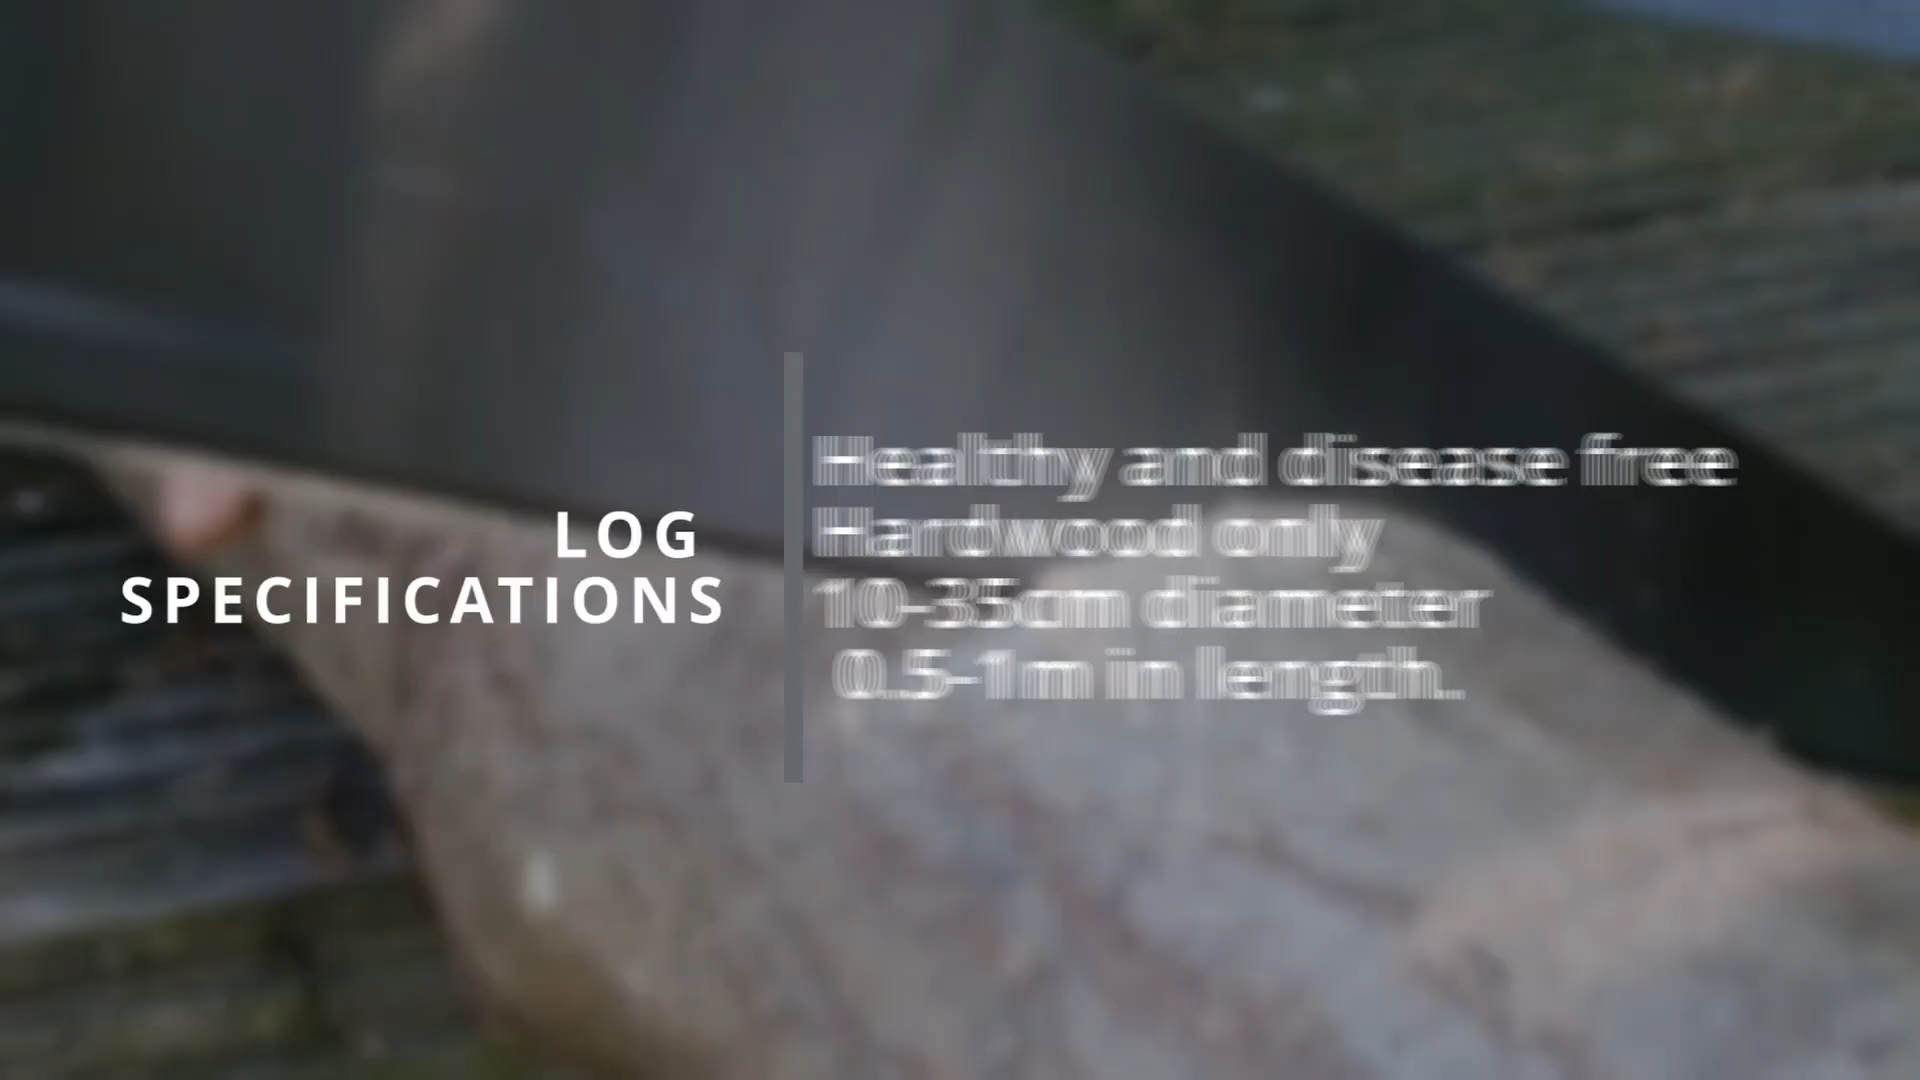 LOG
SPECIFICATIONS
Healthy and disease free
Hardwood only
10-35cm diameter
0.5-1m in length.